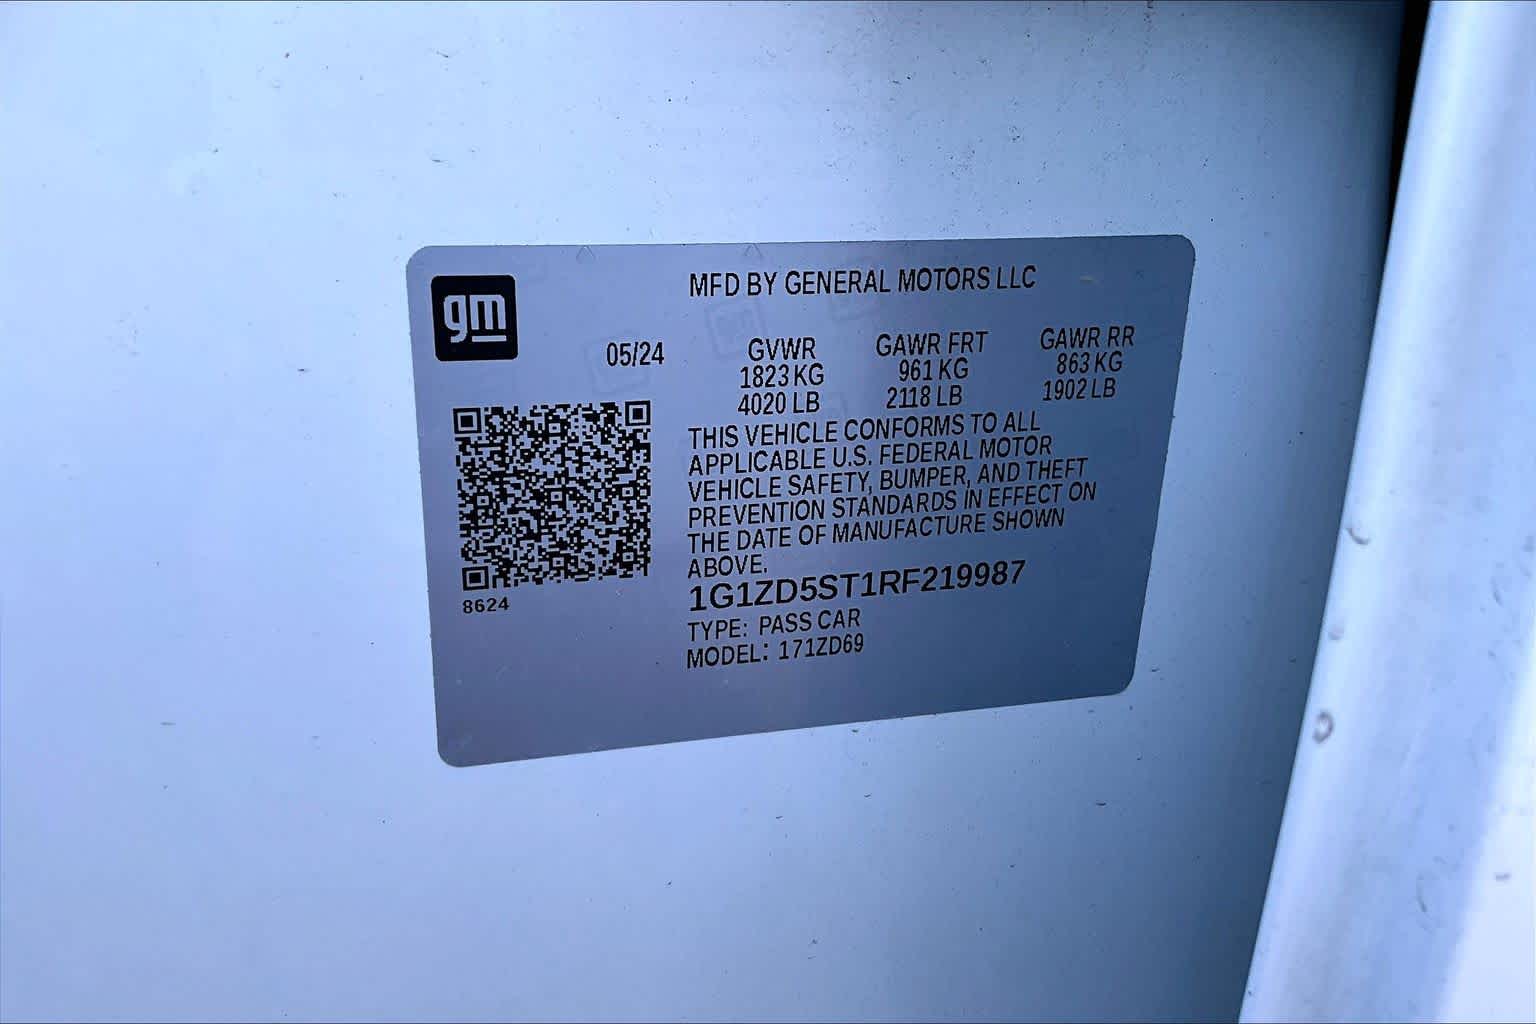 gm
MFD BY GENERAL MOTORS LLC
05/24
GVWR GAWR FRT GAWR RR
1823 KG 961 KG 863 KG
4020 LB 2118 LB 1902 LB
THIS VEHICLE CONFORMS TO ALL
APPLICABLE U.S. FEDERAL MOTOR
VEHICLE SAFETY, BUMPER, AND THEFT
PREVENTION STANDARDS IN EFFECT ON
THE DATE OF MANUFACTURE SHOWN
ABOVE.
8624
1G1ZD5ST1RF219987
TYPE: PASS CAR
MODEL: 171ZD69